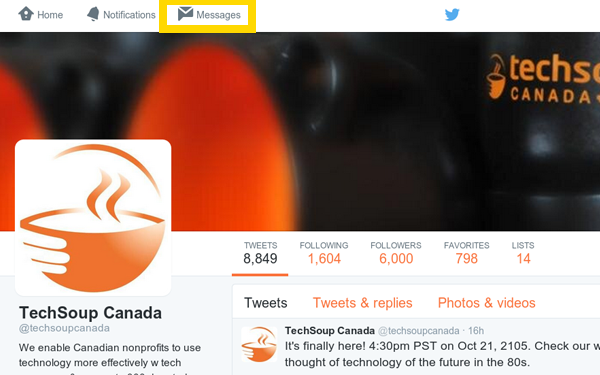 Home Notifications Messages
techso
CANADA
TWEETS FOLLOWING FOLLOWERS FAVORITES LISTS
8,849 1,604 6,000 798 14
Tweets Tweets & replies Photos & videos
TechSoup Canada
@techsoupcanada
We enable Canadian nonprofits to use
technology more effectively w tech
TechSoup Canada @techsoupcanada · 16h
It's finally here! 4:30pm PST on Oct 21, 2105. Check our w
thought of technology of the future in the 80s.